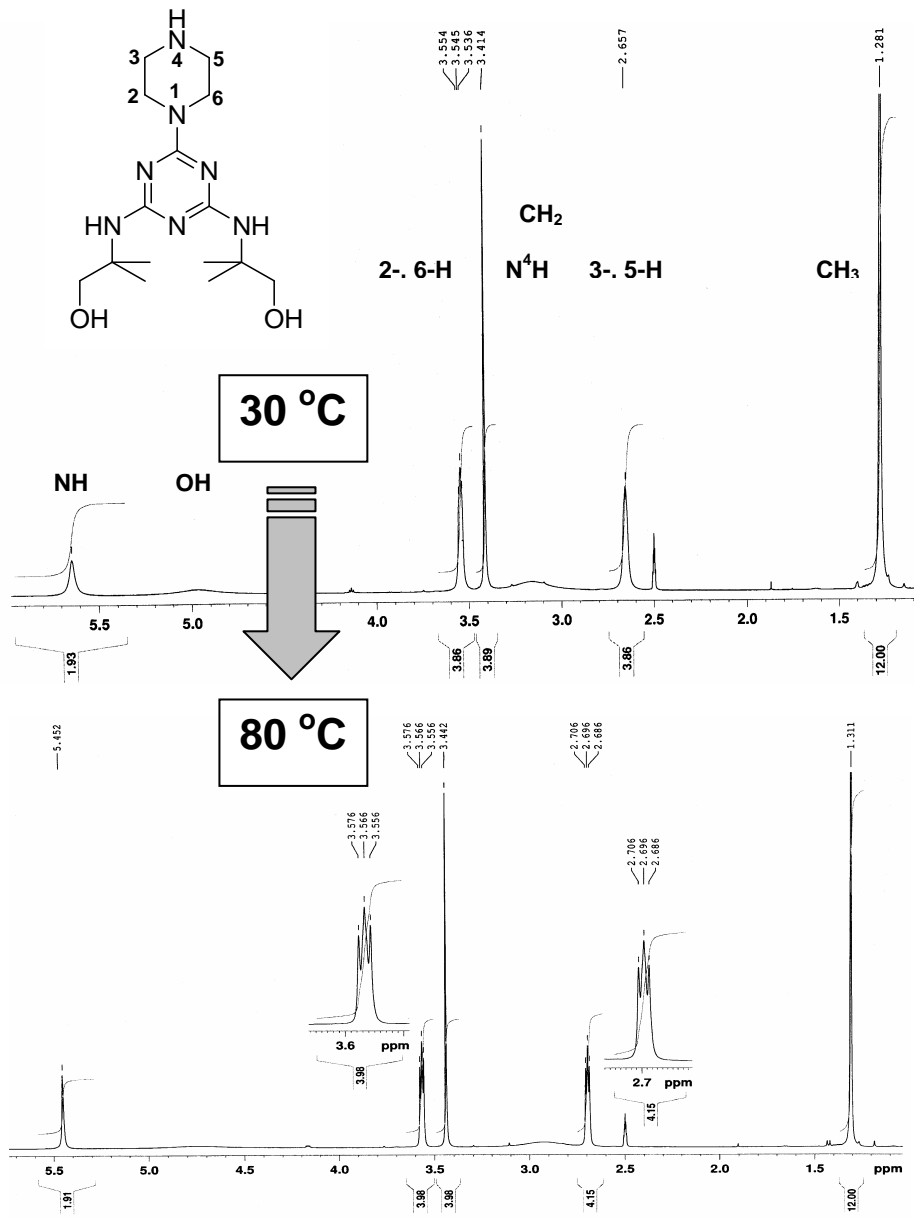 H
N
3 4 5
2 1 6
N
N N
HN N NH
OH OH
3.554
3.545
3.536
3.414
2.657
1.281
CH2
2-. 6-H N4H 3-. 5-H CH3
30 °C
NH OH
5.5 5.0 4.0 3.5 3.0 2.5 2.0 1.5
1.93 3.86 3.89 3.86 12.00
80 °C
5.452
3.576
3.566
3.556
3.442
2.706
2.696
2.686
1.311
3.576
3.566
3.556
2.706
2.696
2.686
3.6 ppm
3.98
2.7 ppm
4.15
5.5 5.0 4.5 4.0 3.5 3.0 2.5 2.0 1.5 ppm
1.91 3.98 3.98 4.15 12.00